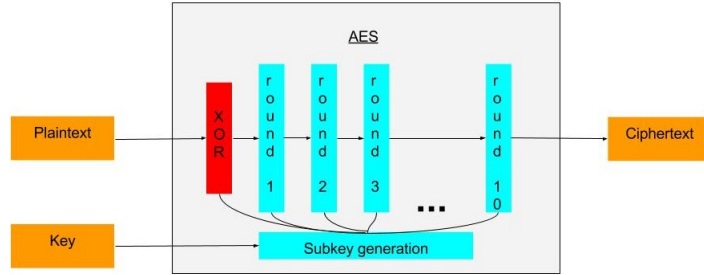 AES
Plaintext
XOR
round 1
round 2
round 3
...
round 10
Ciphertext
Key
Subkey generation